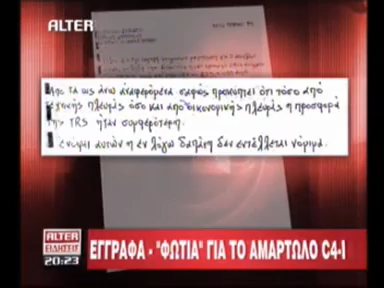 ALTER
Από τα ως άνω αναφερόμενα σαφώς προκύπτει ότι τόσο από
τεχνικής πλευράς όσο και από οικονομικής πλευράς η προσφορά
της TRS ήταν συμφερότερη.
Ενόψει αυτών η εν λόγω δαπάνη δεν εντέλλεται νόμιμα.
ALTER
ΕΙΔΗΣΕΙΣ
20:23
ΕΓΓΡΑΦΑ - "ΦΩΤΙΑ" ΓΙΑ ΤΟ ΑΜΑΡΤΩΛΟ C4-I